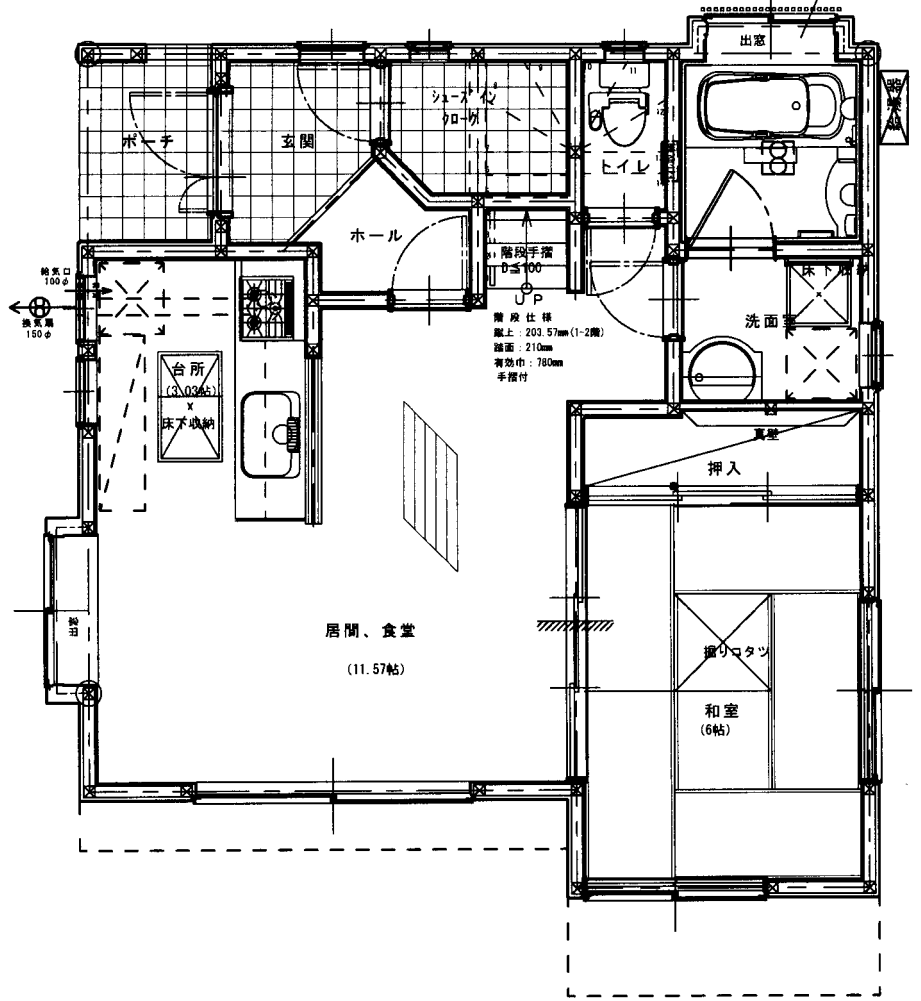 出窓
シューズイン
クローク
ポーチ
玄関
トイレ
ホール
階段手摺
D≦100
UP
階段仕様
蹴上：203.57mm(1-2階)
踏面：210mm
有効巾：780mm
手摺付
床下収納
洗面室
給気口
100φ
換気扇
150φ
台所
(3.03帖)
床下収納
真壁
押入
出窓
居間、食堂
(11.57帖)
掘りコタツ
和室
(6帖)